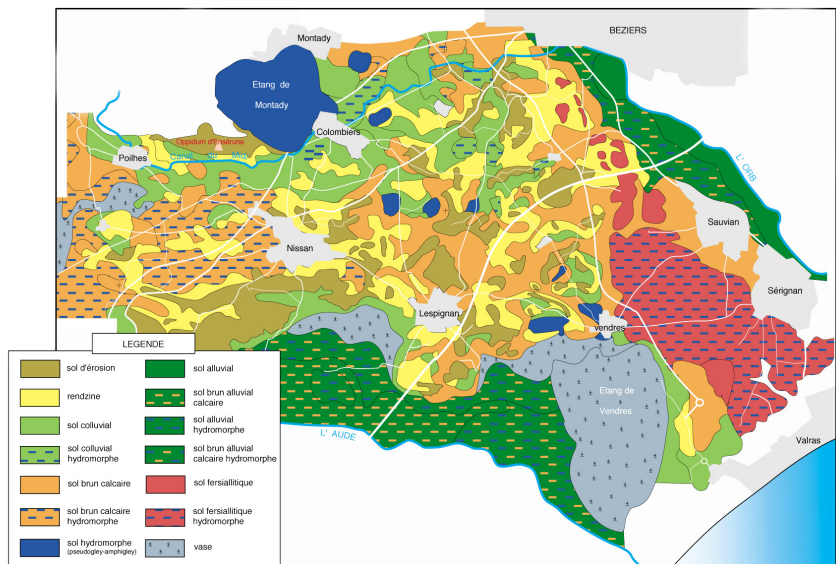 Montady
BEZIERS
Etang de
Montady
Colombiers
Oppidum d'Ensérune
Canal du Midi
Poilhes
L' ORB
Sauvian
Nissan
Sérignan
Lespignan
vendres
Etang de
Vendres
Valras
L' AUDE
LEGENDE
sol d'érosion
rendzine
sol colluvial
sol colluvial
hydromorphe
sol brun calcaire
sol brun calcaire
hydromorphe
sol hydromorphe
(pseudogley-amphigley)
sol alluvial
sol brun alluvial
calcaire
sol alluvial
hydromorphe
sol brun alluvial
calcaire hydromorphe
sol fersiallitique
sol fersiallitique
hydromorphe
vase